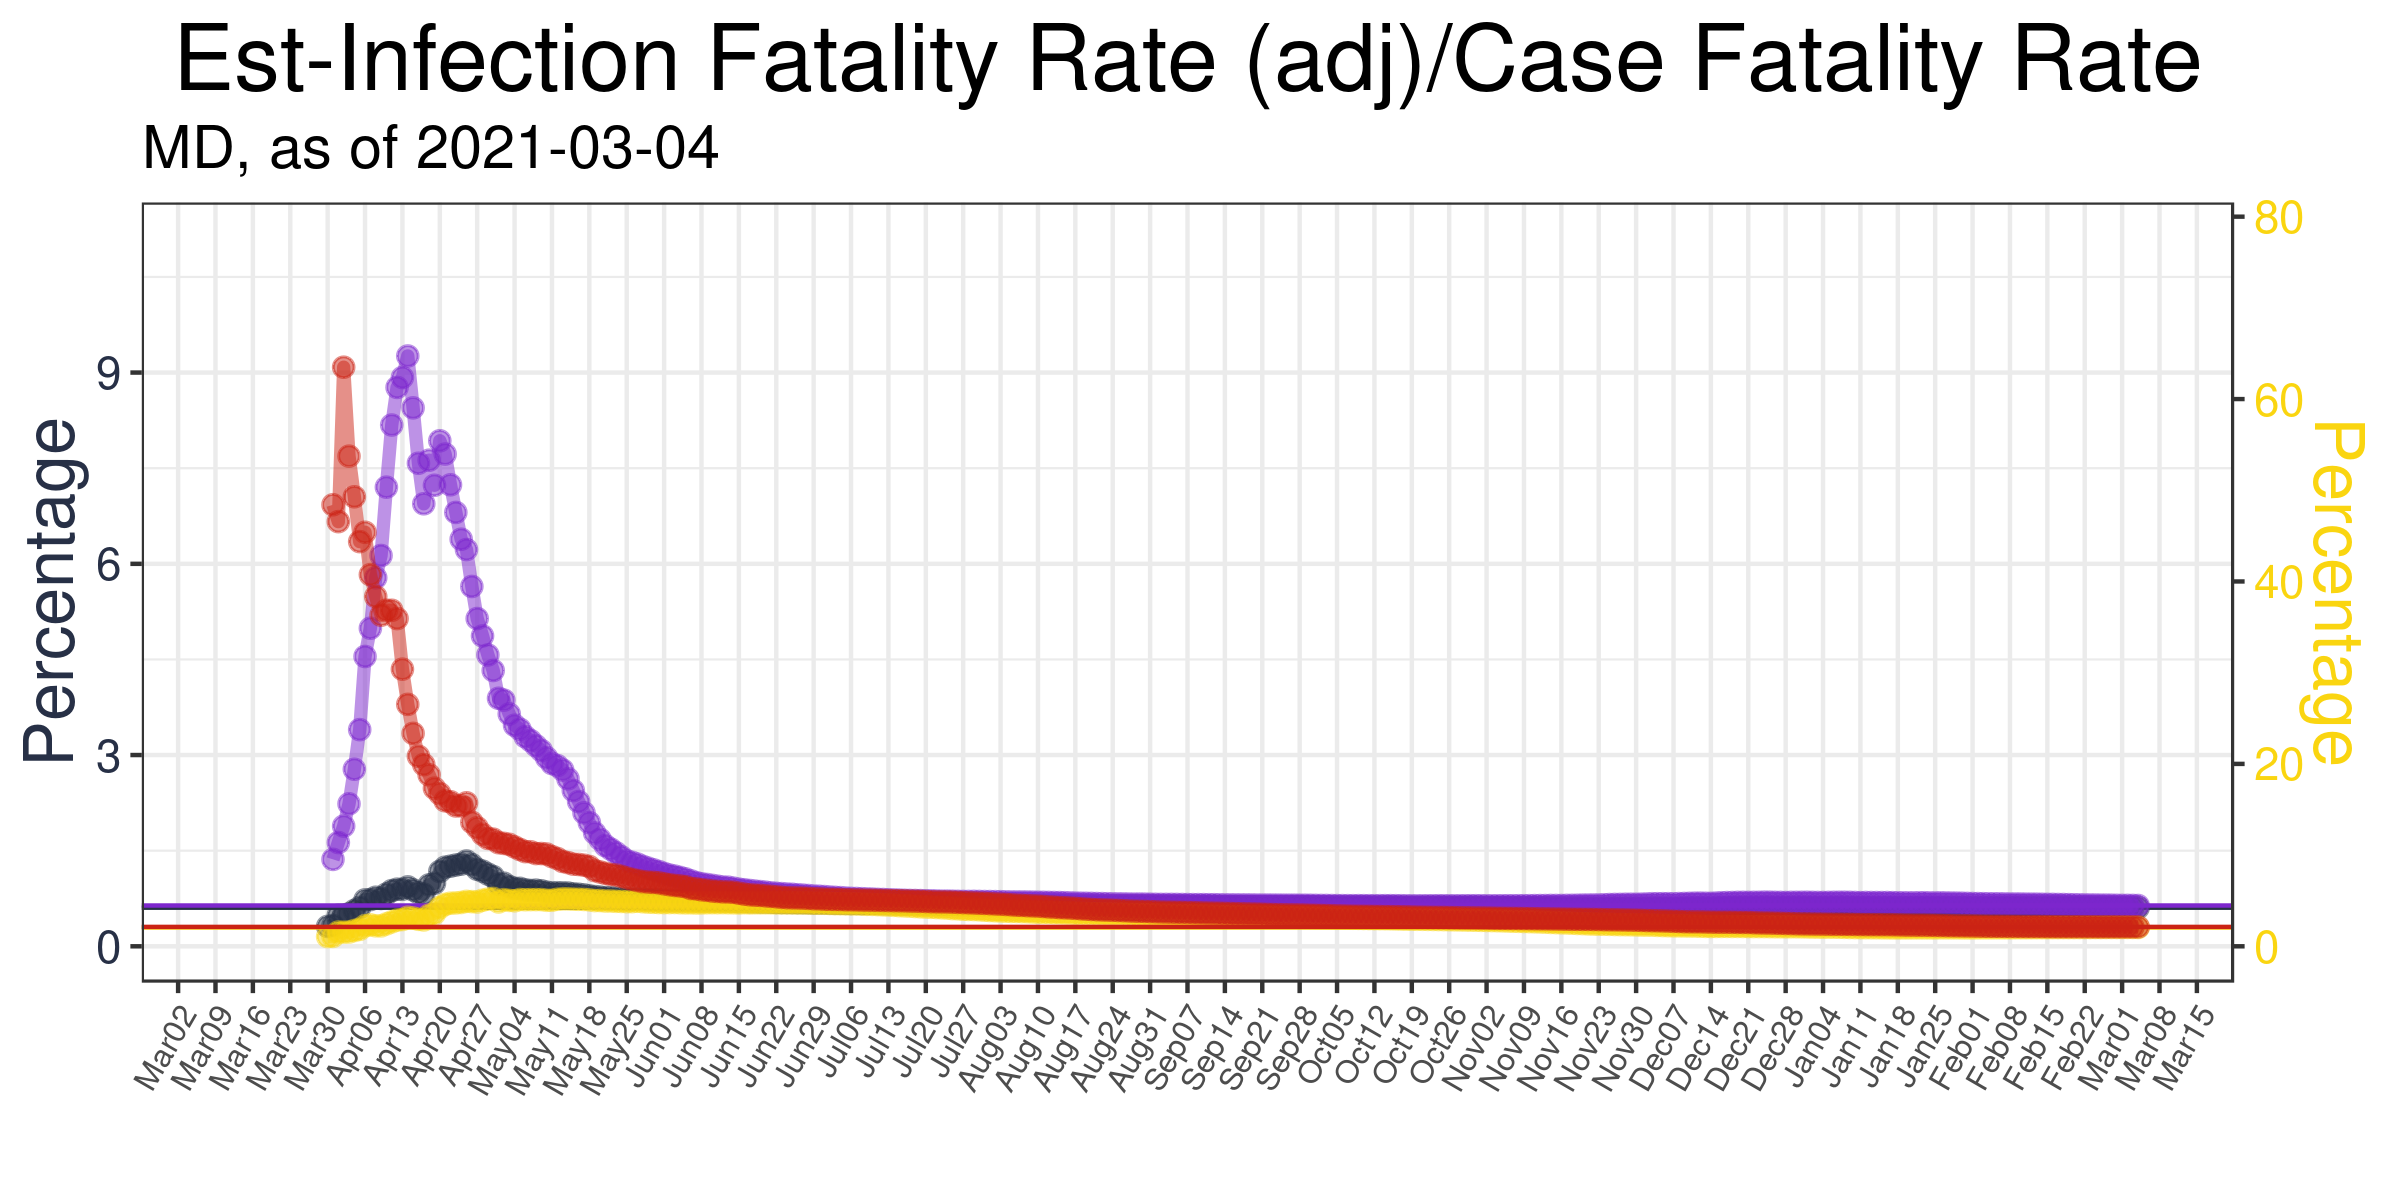 Est-Infection Fatality Rate (adj)/Case Fatality Rate
MD, as of 2021-03-04
Percentage
9
6
3
0
80
60
40
20
0
Percentage
Mar02
Mar09
Mar16
Mar23
Mar30
Apr06
Apr13
Apr20
Apr27
May04
May11
May18
May25
Jun01
Jun08
Jun15
Jun22
Jun29
Jul06
Jul13
Jul20
Jul27
Aug03
Aug10
Aug17
Aug24
Aug31
Sep07
Sep14
Sep21
Sep28
Oct05
Oct12
Oct19
Oct26
Nov02
Nov09
Nov16
Nov23
Nov30
Dec07
Dec14
Dec21
Dec28
Jan04
Jan11
Jan18
Jan25
Feb01
Feb08
Feb15
Feb22
Mar01
Mar08
Mar15